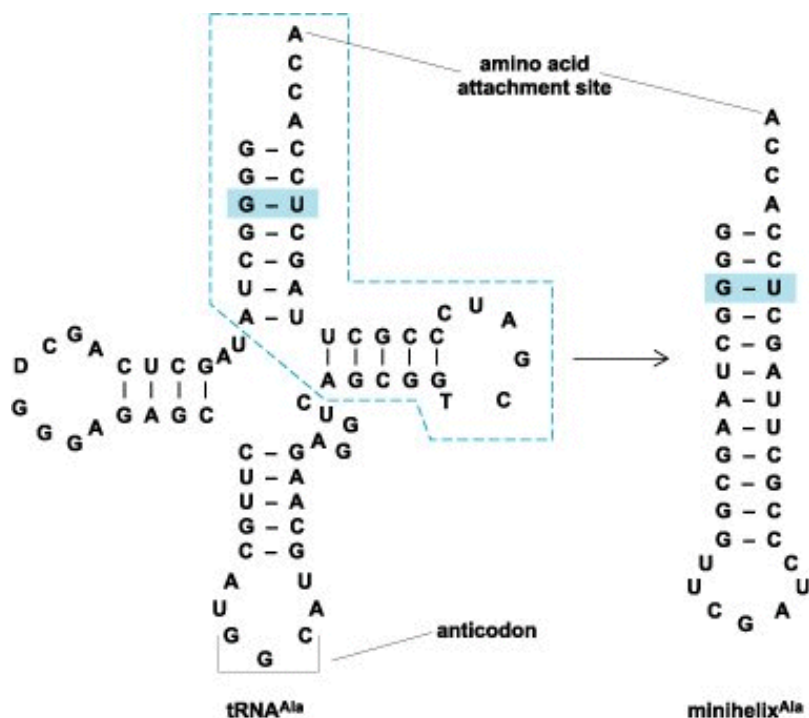 A
C
C
A
G – C
G – C
G – U
G – C
C – G
U – A
A – U
amino acid
attachment site
U C G C C C U A G C T
A G C G G
U A G C U C A G C D G G G A G A G C
C U G G A
C – G
U – A
U – A
G – C
C – G
A U
U A
G C
G
anticodon
tRNAAla
A
C
C
A
G – C
G – C
G – U
G – C
C – G
U – A
A – U
A – U
G – C
C – G
G – C
G – C
U C
U U
C G A
minihelixAla